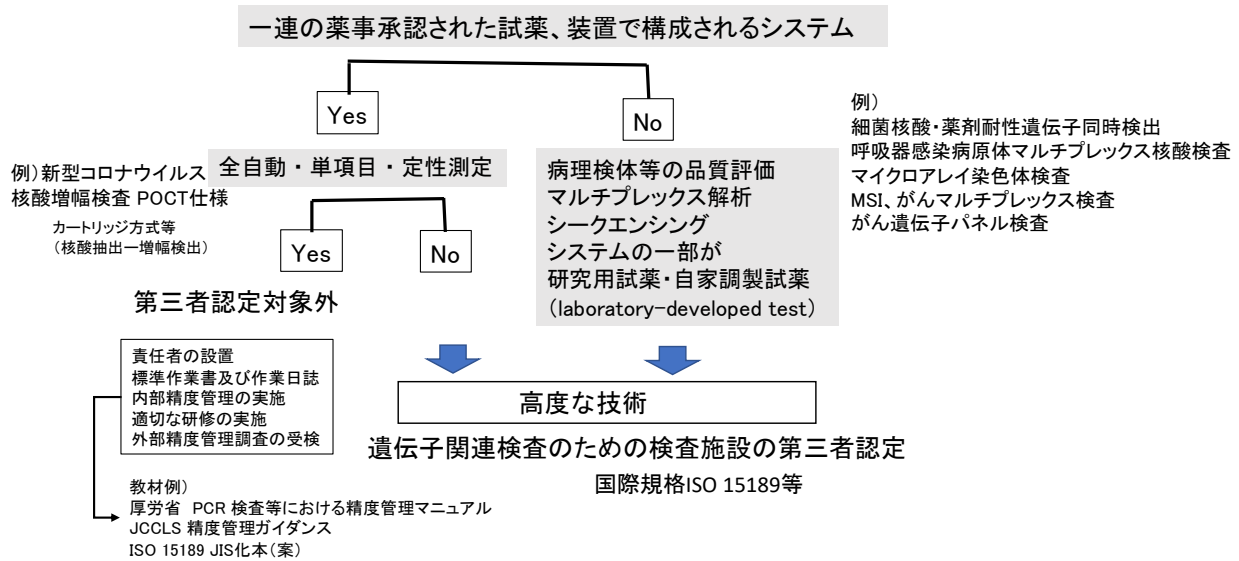 一連の薬事承認された試薬、装置で構成されるシステム
Yes
No
例）新型コロナウイルス
核酸増幅検査 POCT仕様
カートリッジ方式等
（核酸抽出ー増幅検出）
全自動・単項目・定性測定
Yes
No
第三者認定対象外
病理検体等の品質評価
マルチプレックス解析
シークエンシング
システムの一部が
研究用試薬・自家調製試薬
（laboratory-developed test）
例）
細菌核酸・薬剤耐性遺伝子同時検出
呼吸器感染病原体マルチプレックス核酸検査
マイクロアレイ染色体検査
MSI、がんマルチプレックス検査
がん遺伝子パネル検査
責任者の設置
標準作業書及び作業日誌
内部精度管理の実施
適切な研修の実施
外部精度管理調査の受検
高度な技術
遺伝子関連検査のための検査施設の第三者認定
国際規格ISO 15189等
教材例）
厚労省 PCR 検査等における精度管理マニュアル
JCCLS 精度管理ガイダンス
ISO 15189 JIS化本（案）